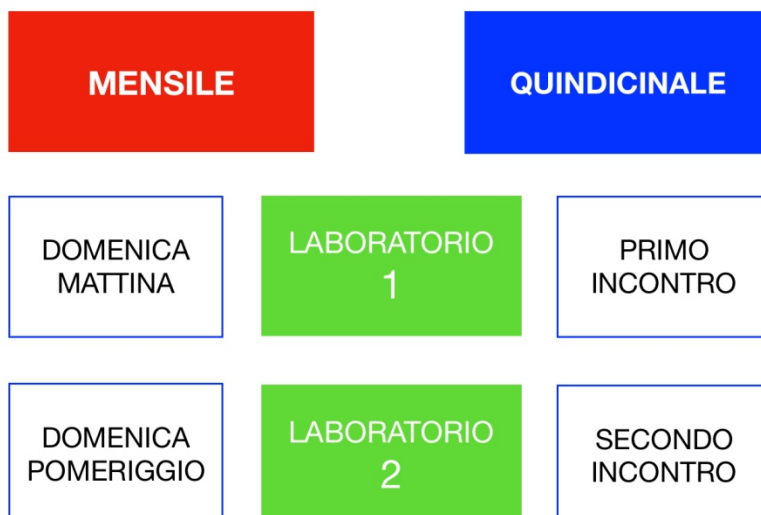 MENSILE
QUINDICINALE
DOMENICA
MATTINA
LABORATORIO
1
PRIMO
INCONTRO
DOMENICA
POMERIGGIO
LABORATORIO
2
SECONDO
INCONTRO